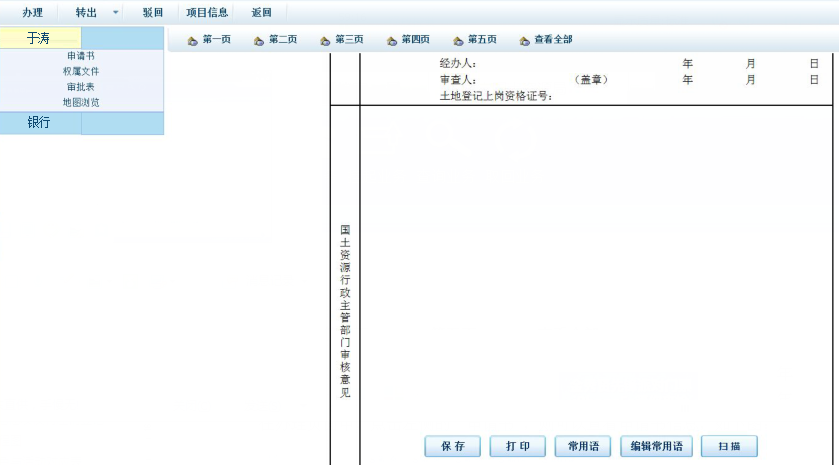 办理 转出 驳回 项目信息 返回
于涛
第一页 第二页 第三页 第四页 第五页 查看全部
申请书
权属文件
审批表
地图浏览
银行
经办人： 年 月 日
审查人： （盖章） 年 月 日
土地登记上岗资格证号：
国土资源行政主管部门审核意见
保存 打印 常用语 编辑常用语 扫描